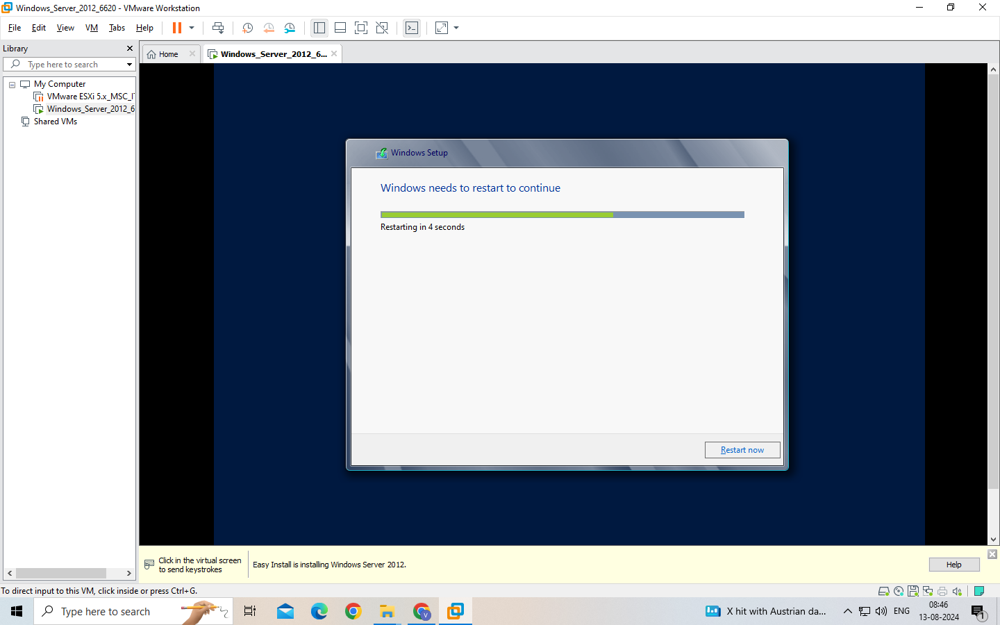 Windows_Server_2012_6620 - VMware Workstation
File Edit View VM Tabs Help
Library
Type here to search
My Computer
VMware ESXi 5.x_MSC_I
Windows_Server_2012_6
Shared VMs
Home
Windows_Server_2012_6...
Windows Setup
Windows needs to restart to continue
Restarting in 4 seconds
Restart now
Click in the virtual screen
to send keystrokes
Easy Install is installing Windows Server 2012.
Help
To direct input to this VM, click inside or press Ctrl+G.
Type here to search
V
X hit with Austrian da...
ENG
08:46
13-08-2024
1